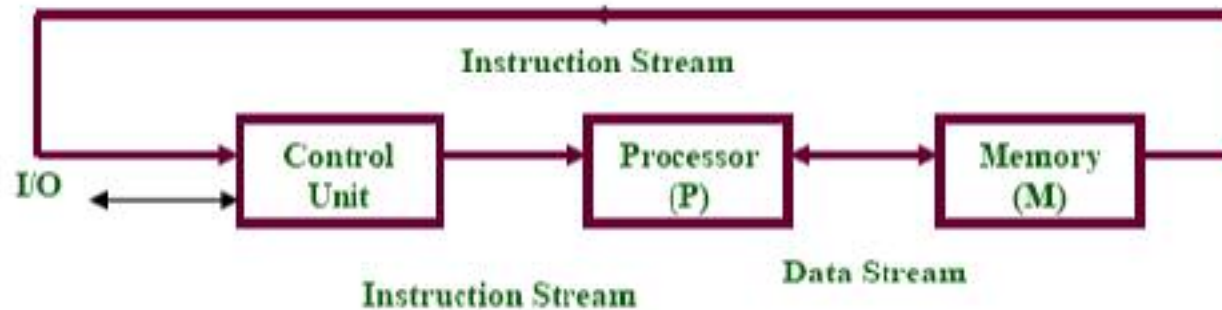 Instruction Stream
Control
Unit
Processor
(P)
Memory
(M)
I/O
Data Stream
Instruction Stream